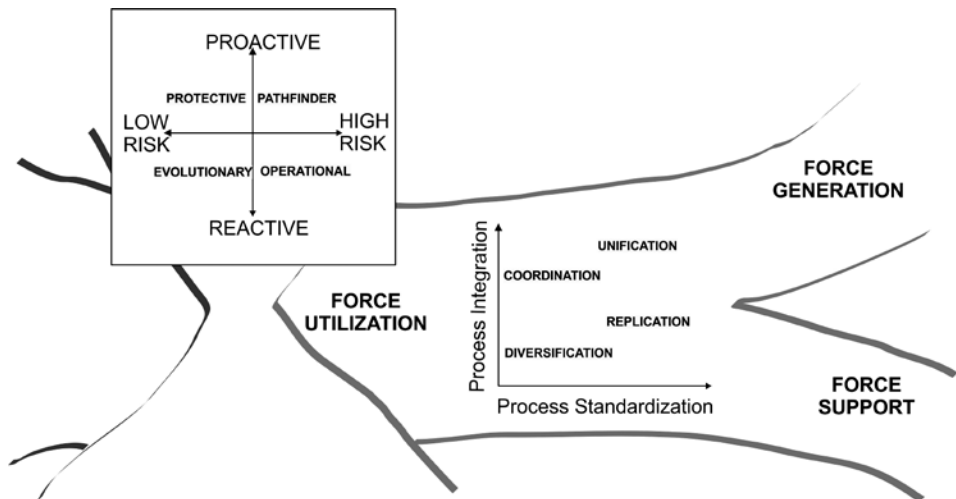 PROACTIVE
PROTECTIVE PATHFINDER
LOW
RISK
HIGH
RISK
EVOLUTIONARY OPERATIONAL
REACTIVE
FORCE
GENERATION
FORCE
UTILIZATION
Process Integration
UNIFICATION
COORDINATION
REPLICATION
DIVERSIFICATION
Process Standardization
FORCE
SUPPORT